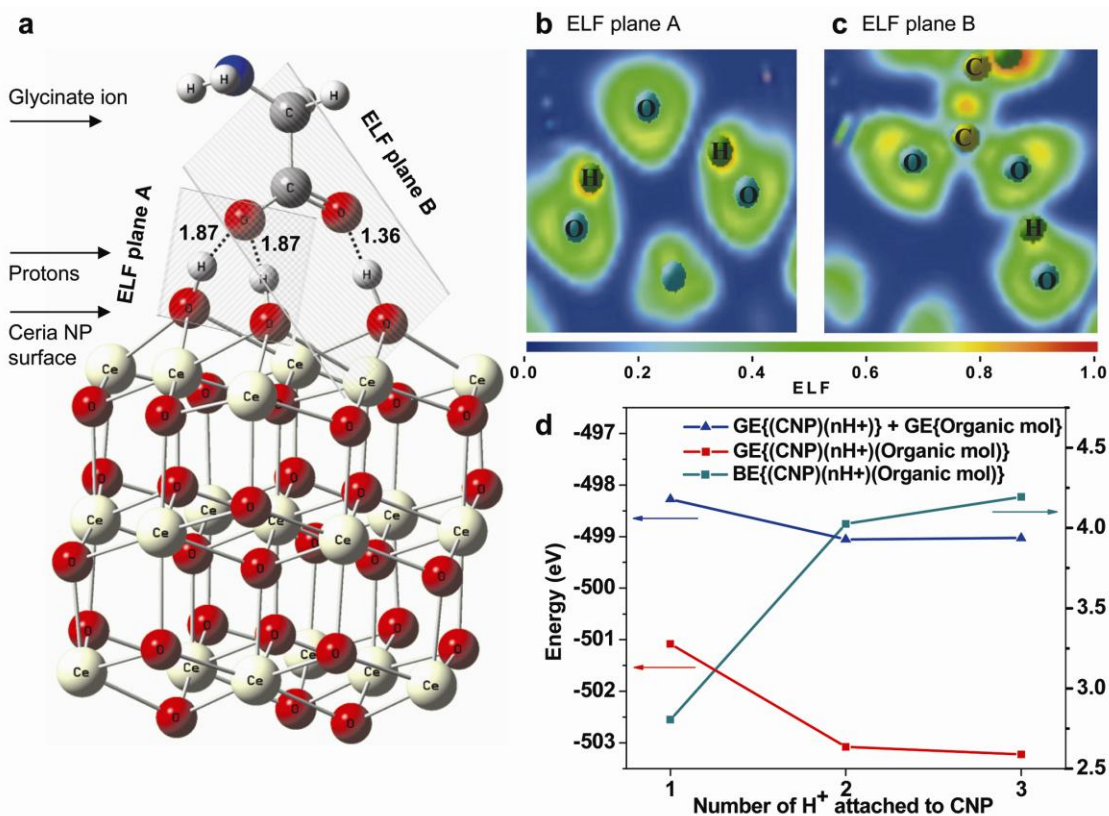 a
Glycinate ion
Protons
Ceria NP
surface
ELF plane A
ELF plane B
1.87
1.87
1.36
H
H
H
C
C
O
O
H
H
H
O
O
O
Ce
Ce
Ce
Ce
Ce
Ce
O
O
O
O
O
O
O
O
O
Ce
Ce
Ce
Ce
Ce
Ce
O
O
O
O
O
O
O
O
O
Ce
Ce
Ce
Ce
Ce
O
O
O
b ELF plane A
O
H
H
O
O
c ELF plane B
C
C
O
O
H
O
0.0 0.2 0.4 0.6 0.8 1.0
ELF
d
GE{(CNP)(nH+)} + GE{Organic mol}
GE{(CNP)(nH+)(Organic mol)}
BE{(CNP)(nH+)(Organic mol)}
Energy (eV)
-497
-498
-499
-500
-501
-502
-503
4.5
4.0
3.5
3.0
2.5
1 2 3
Number of H+ attached to CNP